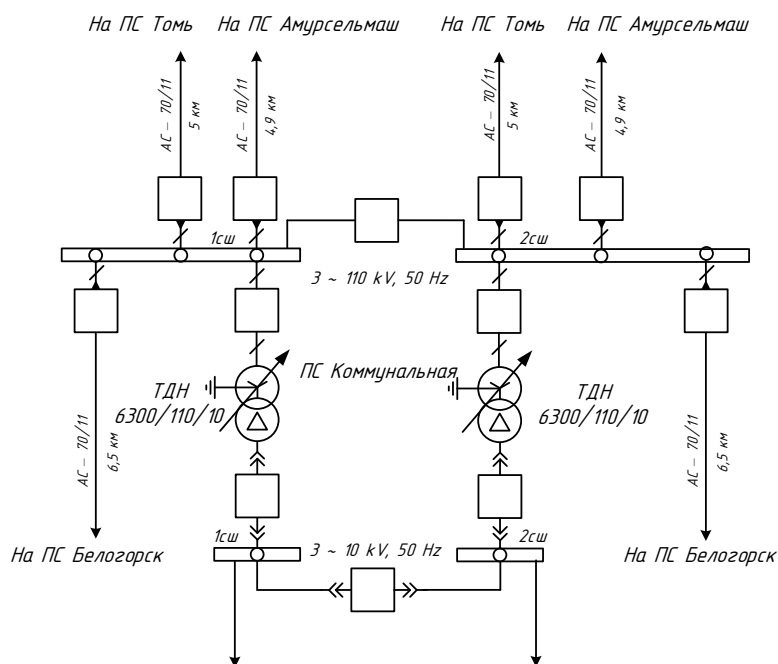 На ПС Томь
На ПС Амурсельмаш
На ПС Томь
На ПС Амурсельмаш
АС – 70/11
5 км
АС – 70/11
4,9 км
АС – 70/11
5 км
АС – 70/11
4,9 км
1сш
2сш
3 ~ 110 kV, 50 Hz
ПС Коммунальная
ТДН
6300/110/10
ТДН
6300/110/10
АС – 70/11
6,5 км
АС – 70/11
6,5 км
На ПС Белогорск
1сш
3 ~ 10 kV, 50 Hz
2сш
На ПС Белогорск